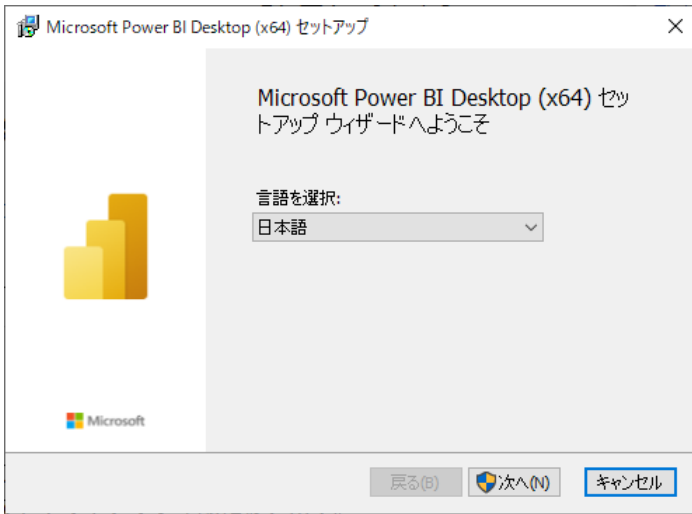 Microsoft Power BI Desktop (x64) セットアップ
Microsoft Power BI Desktop (x64) セッ
トアップ ウィザードへようこそ
言語を選択:
日本語
Microsoft
戻る(B)
次へ(N)
キャンセル